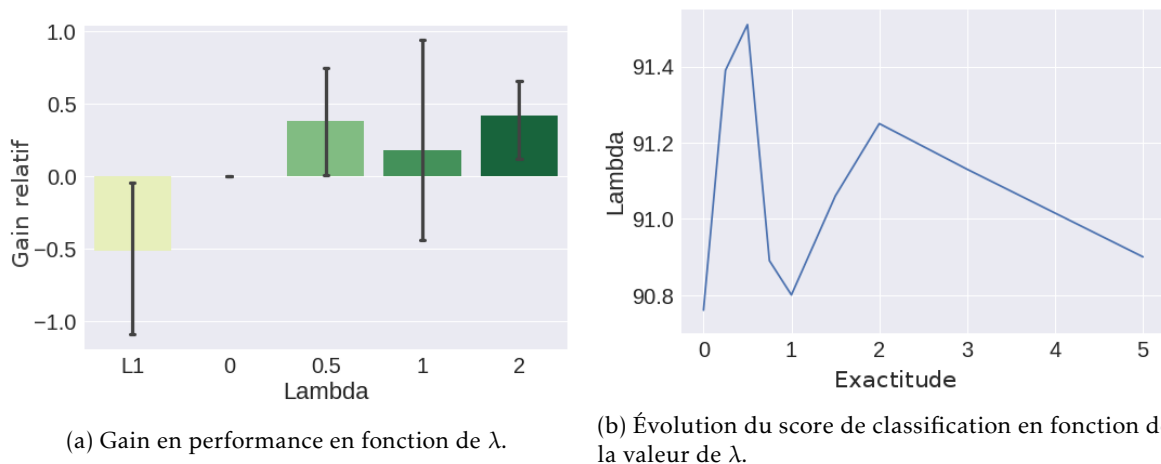 1.0
0.5
0.0
−0.5
−1.0
Gain relatif
L1 0 0.5 1 2
Lambda
(a) Gain en performance en fonction de λ.
91.4
91.2
91.0
90.8
Lambda
0 1 2 3 4 5
Exactitude
(b) Évolution du score de classification en fonction d
la valeur de λ.